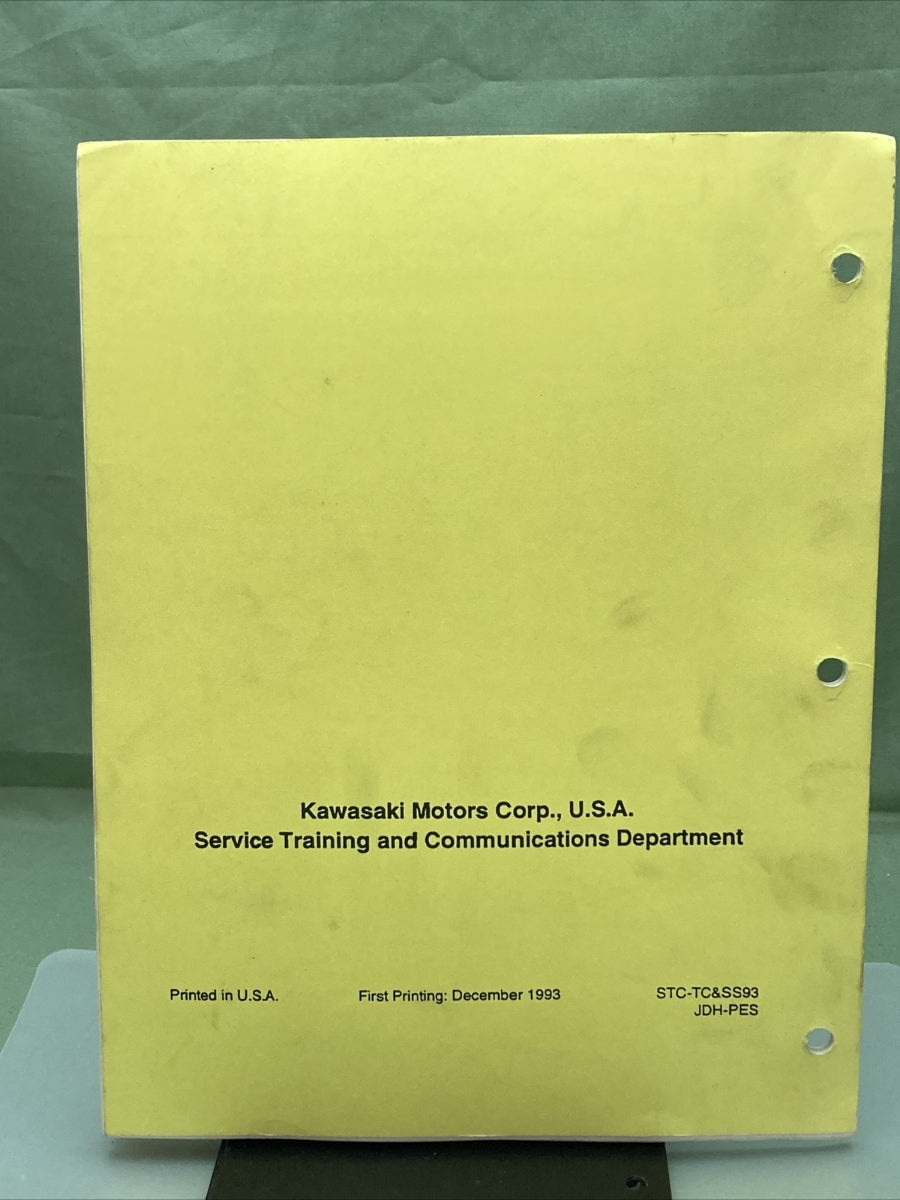 Kawasaki Motors Corp., U.S.A.
Service Training and Communications Department
Printed in U.S.A. First Printing: December 1993 STC-TC&SS93
JDH-PES